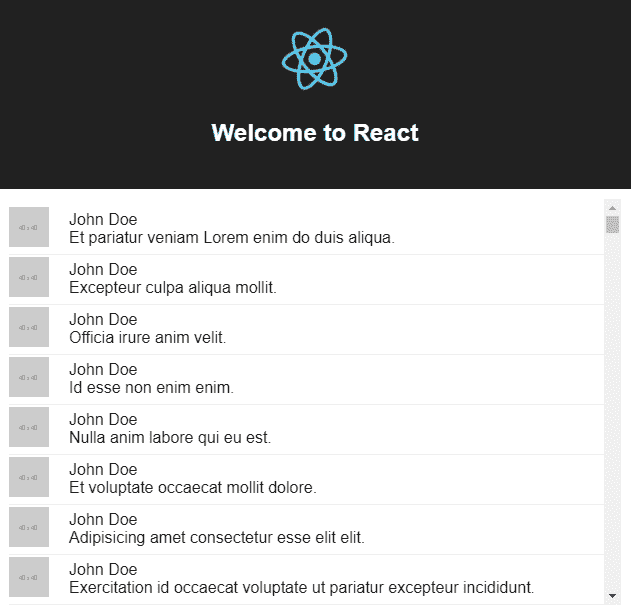 Welcome to React
40 x 40
John Doe
Et pariatur veniam Lorem enim do duis aliqua.
40 x 40
John Doe
Excepteur culpa aliqua mollit.
40 x 40
John Doe
Officia irure anim velit.
40 x 40
John Doe
Id esse non enim enim.
40 x 40
John Doe
Nulla anim labore qui eu est.
40 x 40
John Doe
Et voluptate occaecat mollit dolore.
40 x 40
John Doe
Adipisicing amet consectetur esse elit elit.
40 x 40
John Doe
Exercitation id occaecat voluptate ut pariatur excepteur incididunt.